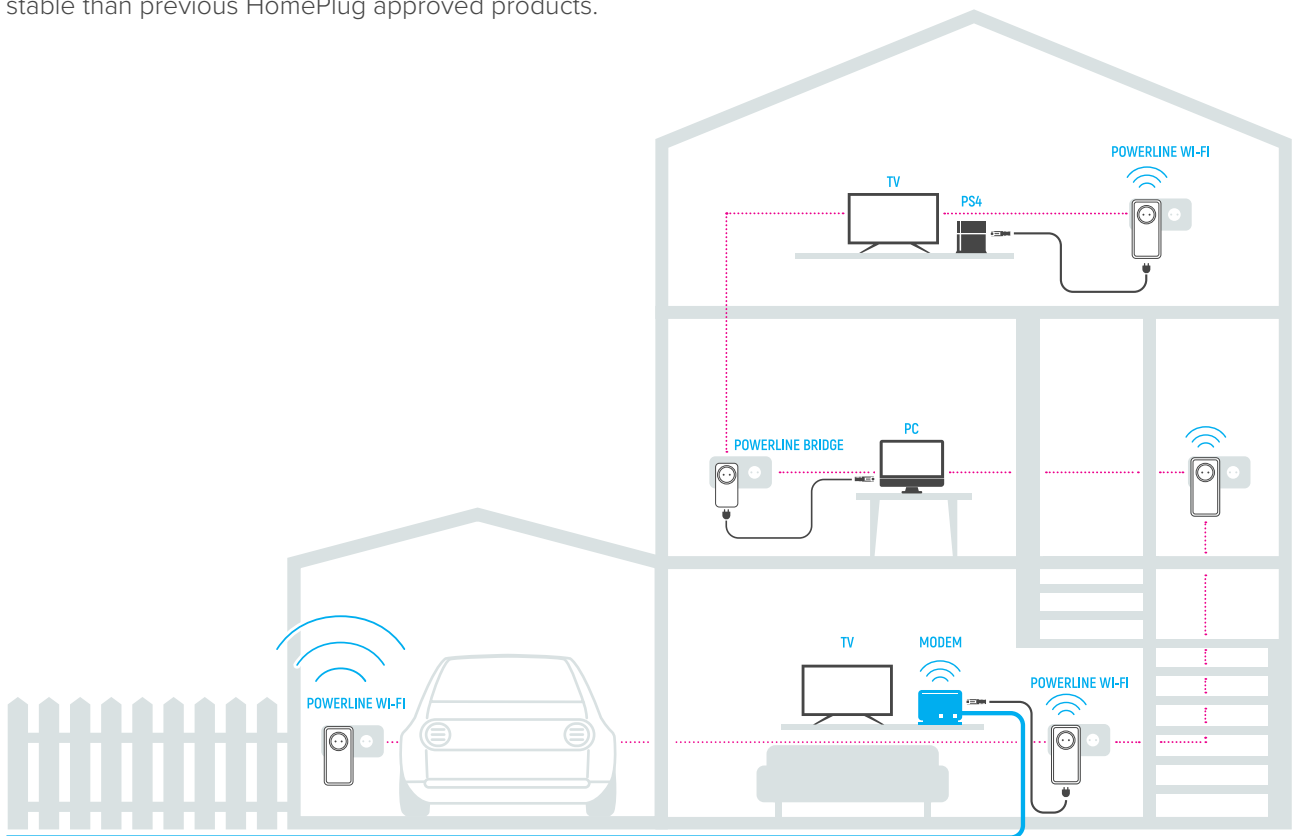 stable than previous HomePlug approved products.
POWERLINE WI-FI
TV
PS4
POWERLINE BRIDGE
PC
TV
MODEM
POWERLINE WI-FI
POWERLINE WI-FI